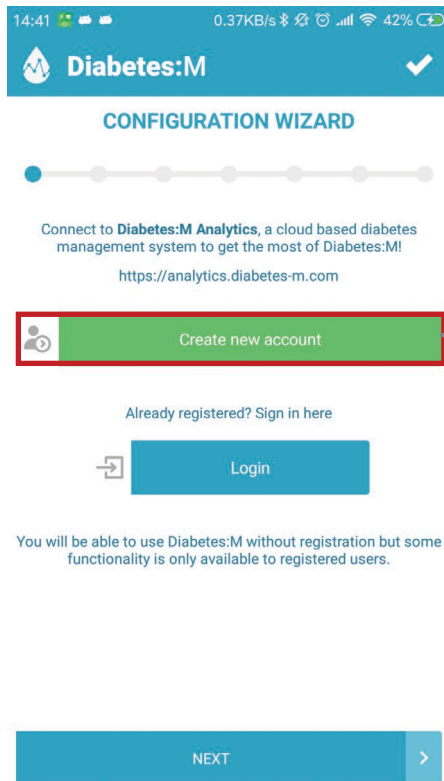 14:41 0.37KB/s 42%
Diabetes:M
CONFIGURATION WIZARD
Connect to Diabetes:M Analytics, a cloud based diabetes
management system to get the most of Diabetes:M!
https://analytics.diabetes-m.com
Create new account
Already registered? Sign in here
Login
You will be able to use Diabetes:M without registration but some
functionality is only available to registered users.
NEXT